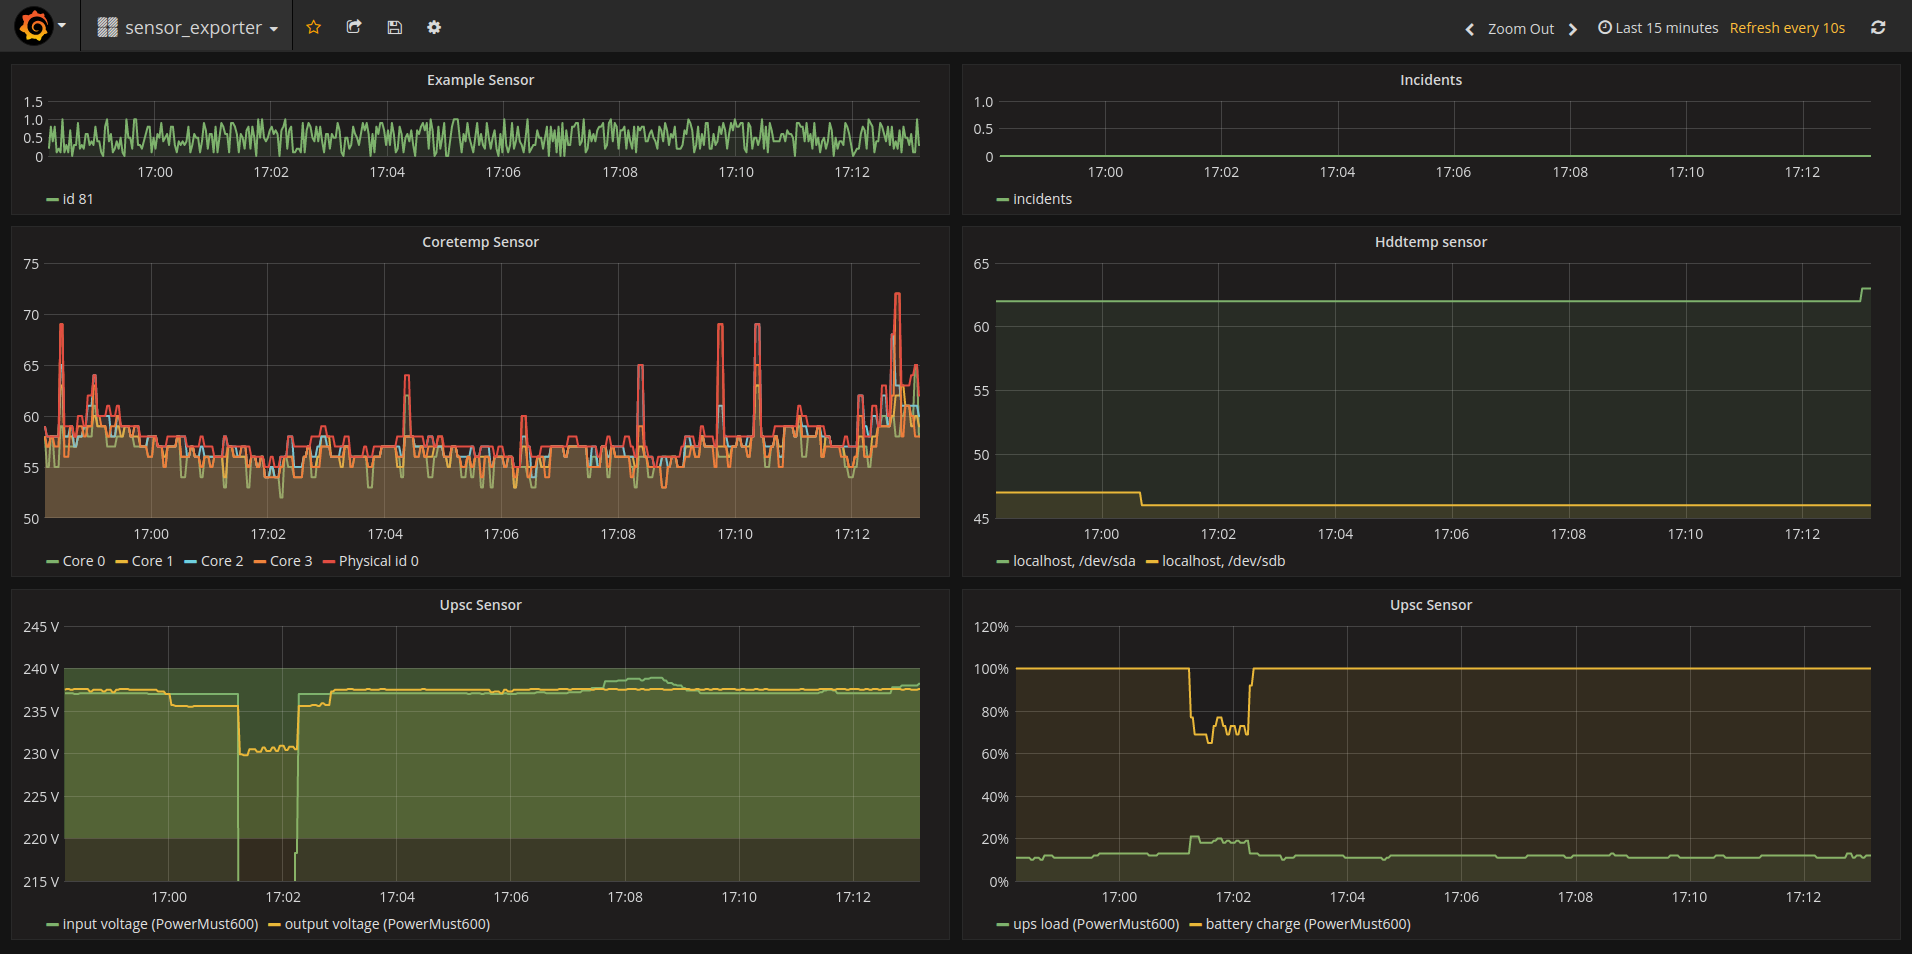 sensor_exporter
Zoom Out
Last 15 minutes
Refresh every 10s
Example Sensor
1.5
1.0
0.5
0
17:00 17:02 17:04 17:06 17:08 17:10 17:12
id 81
Incidents
1.0
0.5
0
17:00 17:02 17:04 17:06 17:08 17:10 17:12
incidents
Coretemp Sensor
75
70
65
60
55
50
17:00 17:02 17:04 17:06 17:08 17:10 17:12
Core 0 Core 1 Core 2 Core 3 Physical id 0
Hddtemp sensor
65
60
55
50
45
17:00 17:02 17:04 17:06 17:08 17:10 17:12
localhost, /dev/sda localhost, /dev/sdb
Upsc Sensor
245 V
240 V
235 V
230 V
225 V
220 V
215 V
17:00 17:02 17:04 17:06 17:08 17:10 17:12
input voltage (PowerMust600) output voltage (PowerMust600)
Upsc Sensor
120%
100%
80%
60%
40%
20%
0%
17:00 17:02 17:04 17:06 17:08 17:10 17:12
ups load (PowerMust600) battery charge (PowerMust600)